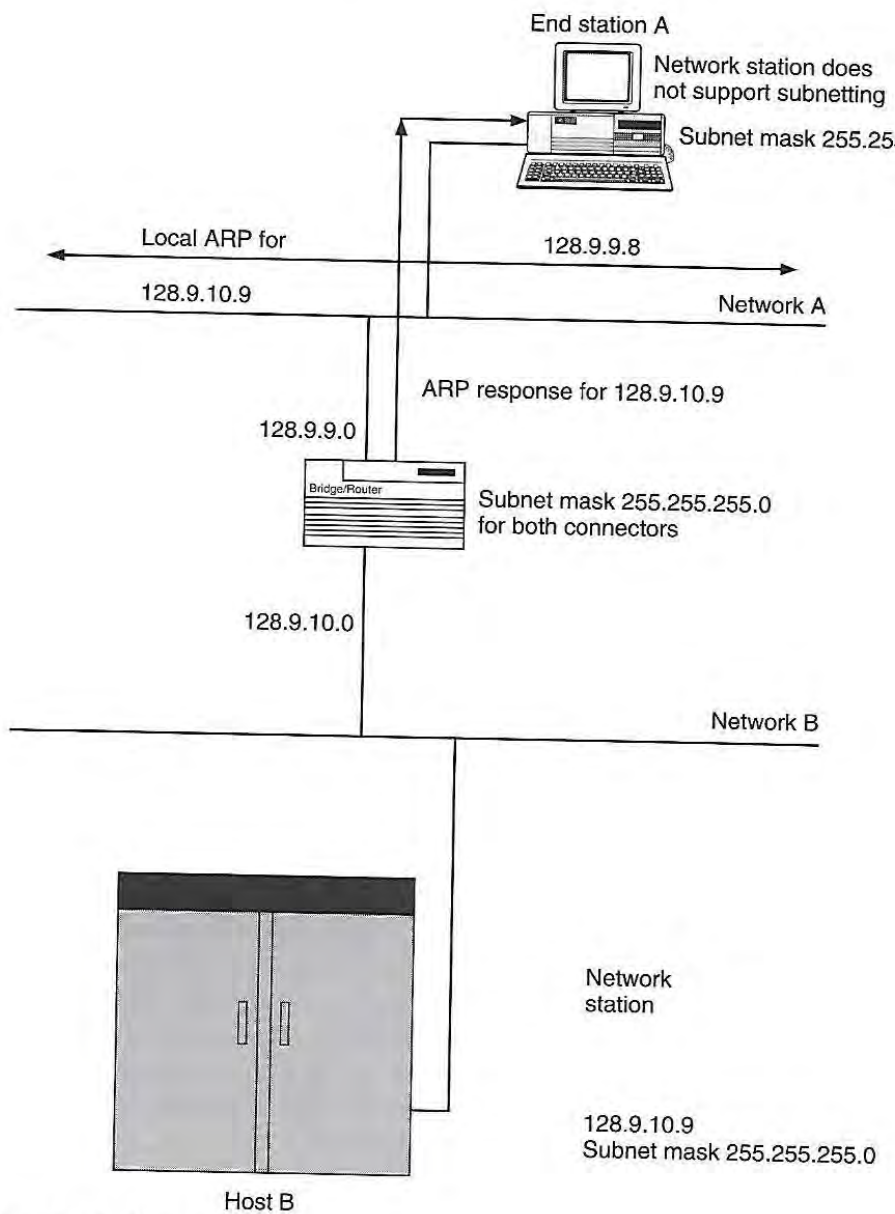 End station A
Network station does
not support subnetting
Subnet mask 255.25
Local ARP for
128.9.9.8
128.9.10.9
Network A
ARP response for 128.9.10.9
128.9.9.0
Bridge/Router
Subnet mask 255.255.255.0
for both connectors
128.9.10.0
Network B
Network
station
128.9.10.9
Subnet mask 255.255.255.0
Host B